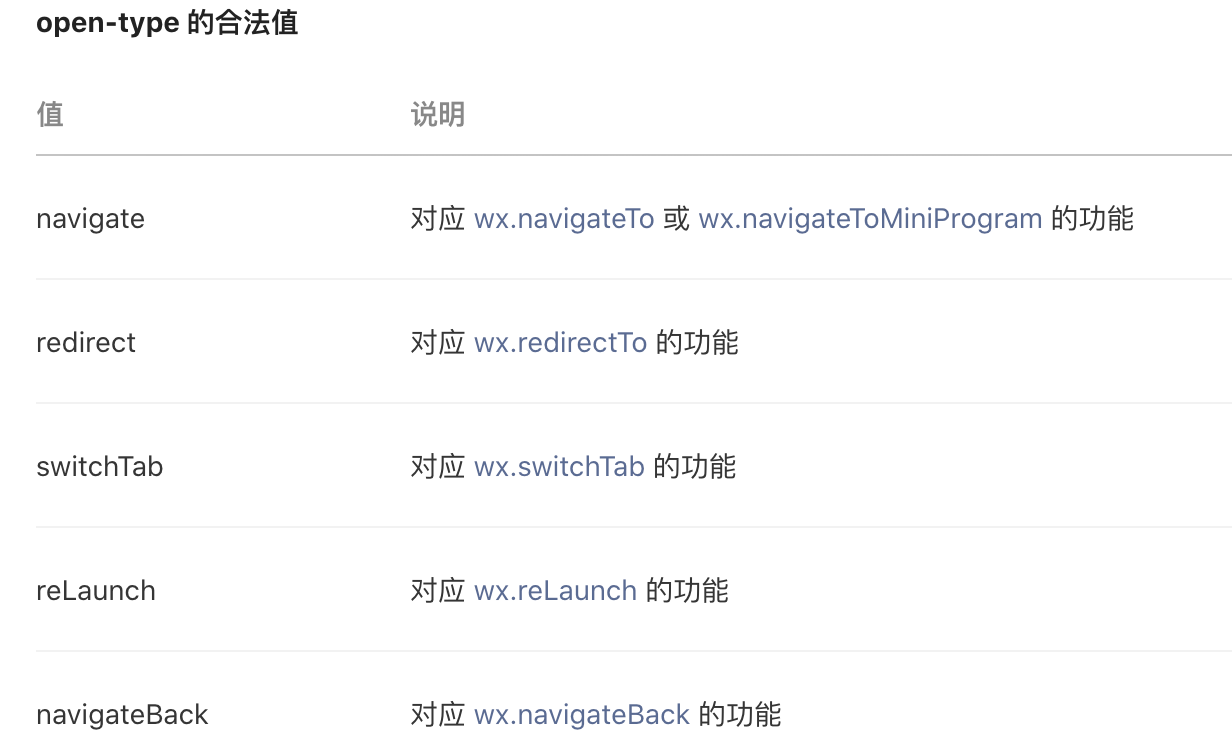 open-type 的合法值
值 说明
navigate 对应 wx.navigateTo 或 wx.navigateToMiniProgram 的功能
redirect 对应 wx.redirectTo 的功能
switchTab 对应 wx.switchTab 的功能
reLaunch 对应 wx.reLaunch 的功能
navigateBack 对应 wx.navigateBack 的功能